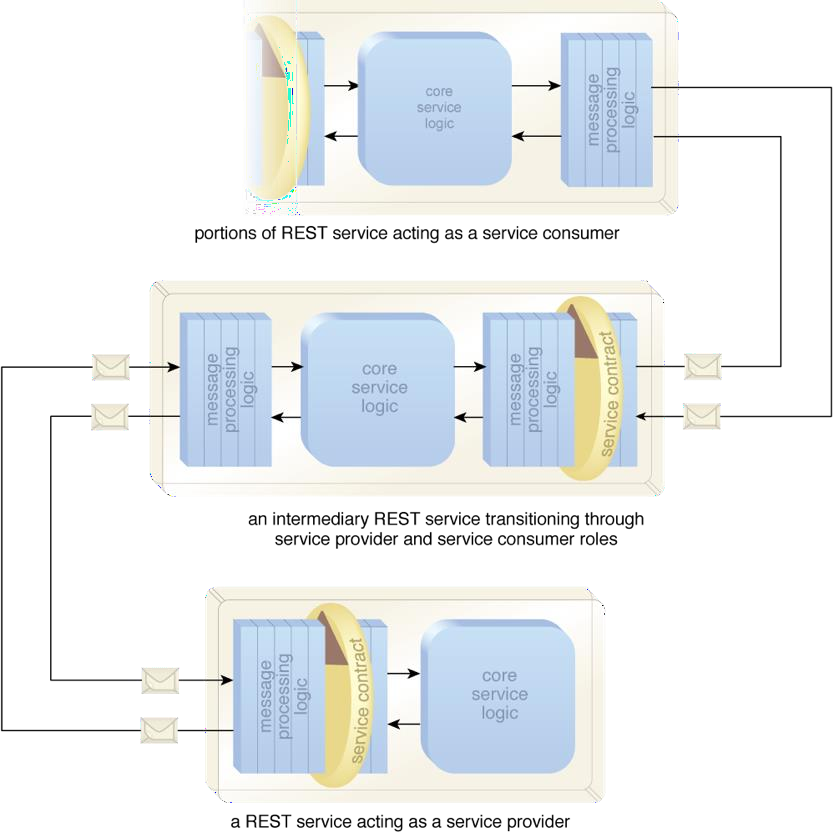 core
service
logic
message
processing
logic
portions of REST service acting as a service consumer
message
processing
logic
core
service
logic
message
processing
logic
service contract
an intermediary REST service transitioning through
service provider and service consumer roles
message
processing
logic
service contract
core
service
logic
a REST service acting as a service provider